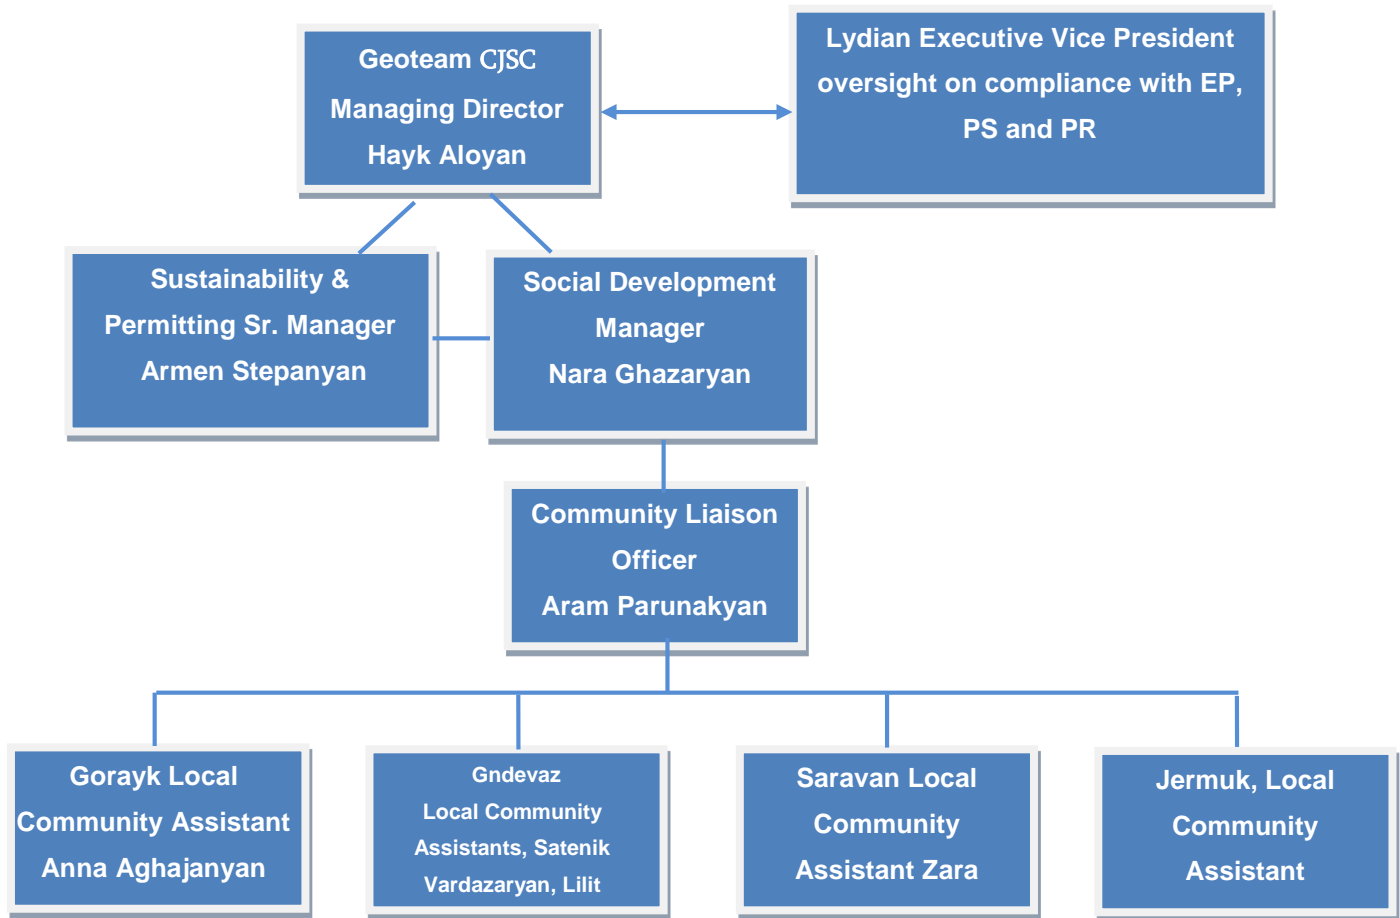 Geoteam CJSC
Managing Director
Hayk Aloyan
Lydian Executive Vice President
oversight on compliance with EP,
PS and PR
Sustainability &
Permitting Sr. Manager
Armen Stepanyan
Social Development
Manager
Nara Ghazaryan
Community Liaison
Officer
Aram Parunakyan
Gorayk Local
Community Assistant
Anna Aghajanyan
Gndevaz
Local Community
Assistants, Satenik
Vardazaryan, Lilit
Saravan Local
Community
Assistant Zara
Jermuk, Local
Community
Assistant